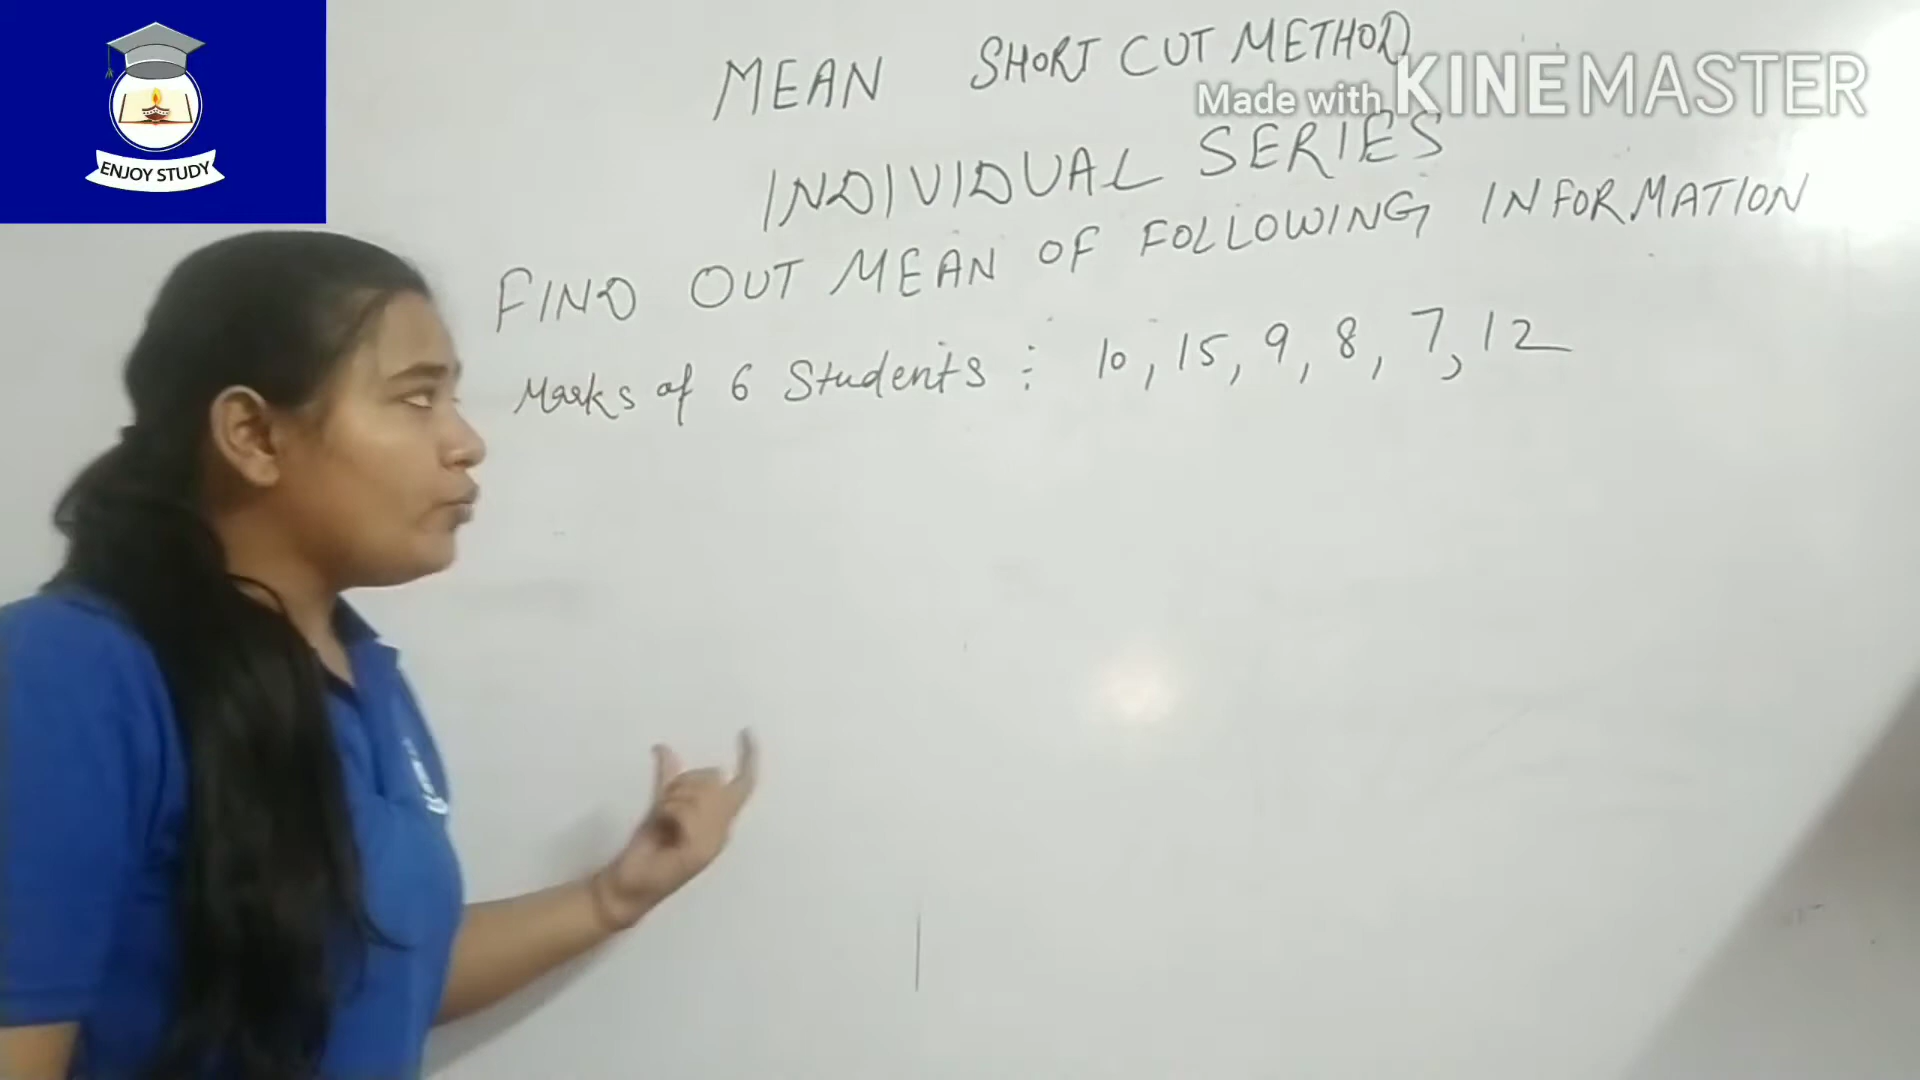 ENJOY STUDY
MEAN SHORT CUT METHOD
Made with KINEMASTER
INDIVIDUAL SERIES
FIND OUT MEAN OF FOLLOWING INFORMATION
Marks of 6 Students : 10, 15, 9, 8, 7, 12